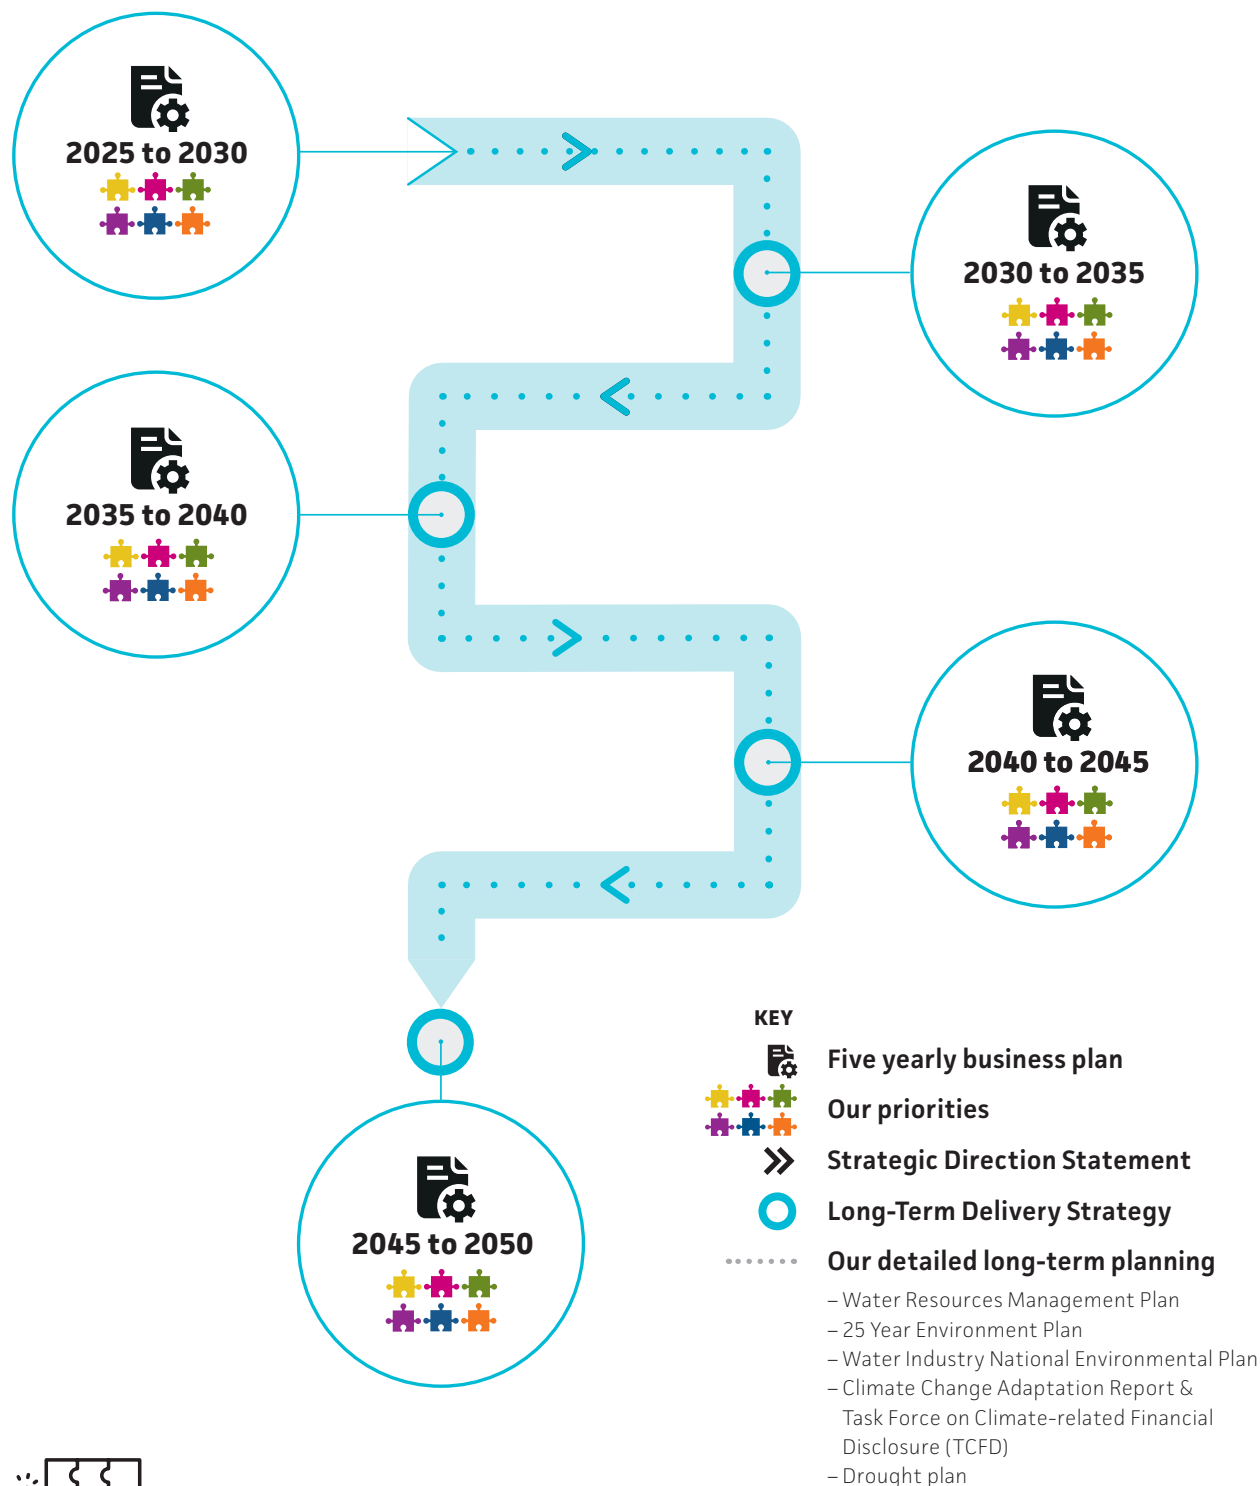 2025 to 2030
2030 to 2035
2035 to 2040
2040 to 2045
2045 to 2050
KEY
Five yearly business plan
Our priorities
Strategic Direction Statement
Long-Term Delivery Strategy
Our detailed long-term planning
– Water Resources Management Plan
– 25 Year Environment Plan
– Water Industry National Environmental Plan
– Climate Change Adaptation Report &
Task Force on Climate-related Financial
Disclosure (TCFD)
– Drought plan